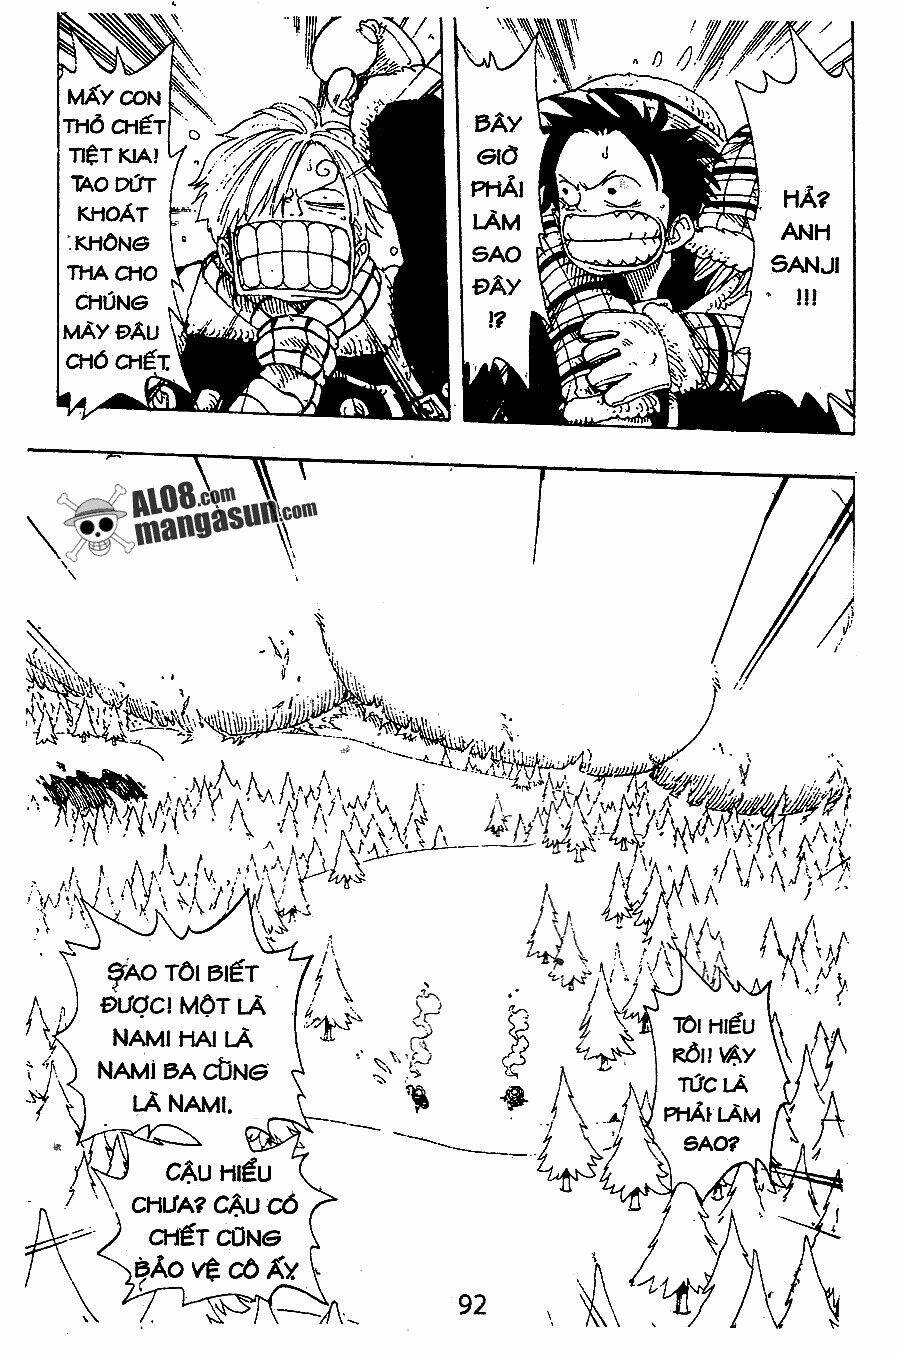 HẢ?
ANH
SANJI
!!!
BÂY
GIỜ
PHẢI
LÀM
SAO
ĐÂY
!?
MẤY CON
THỎ CHẾT
TIỆT KIA!
TAO DỨT
KHOÁT
KHÔNG
THA CHO
CHÚNG
MÀY ĐÂU
CHÓ CHẾT.
ALO8.com
mangasun.com
TÔI HIỂU
RỒI! VẬY
TỨC LÀ
PHẢI LÀM
SAO?
SAO TÔI BIẾT
ĐƯỢC! MỘT LÀ
NAMI HAI LÀ
NAMI BA CŨNG
LÀ NAMI.
CẬU HIỂU
CHƯA? CẬU CÓ
CHẾT CŨNG
BẢO VỆ CÔ ẤY.
92